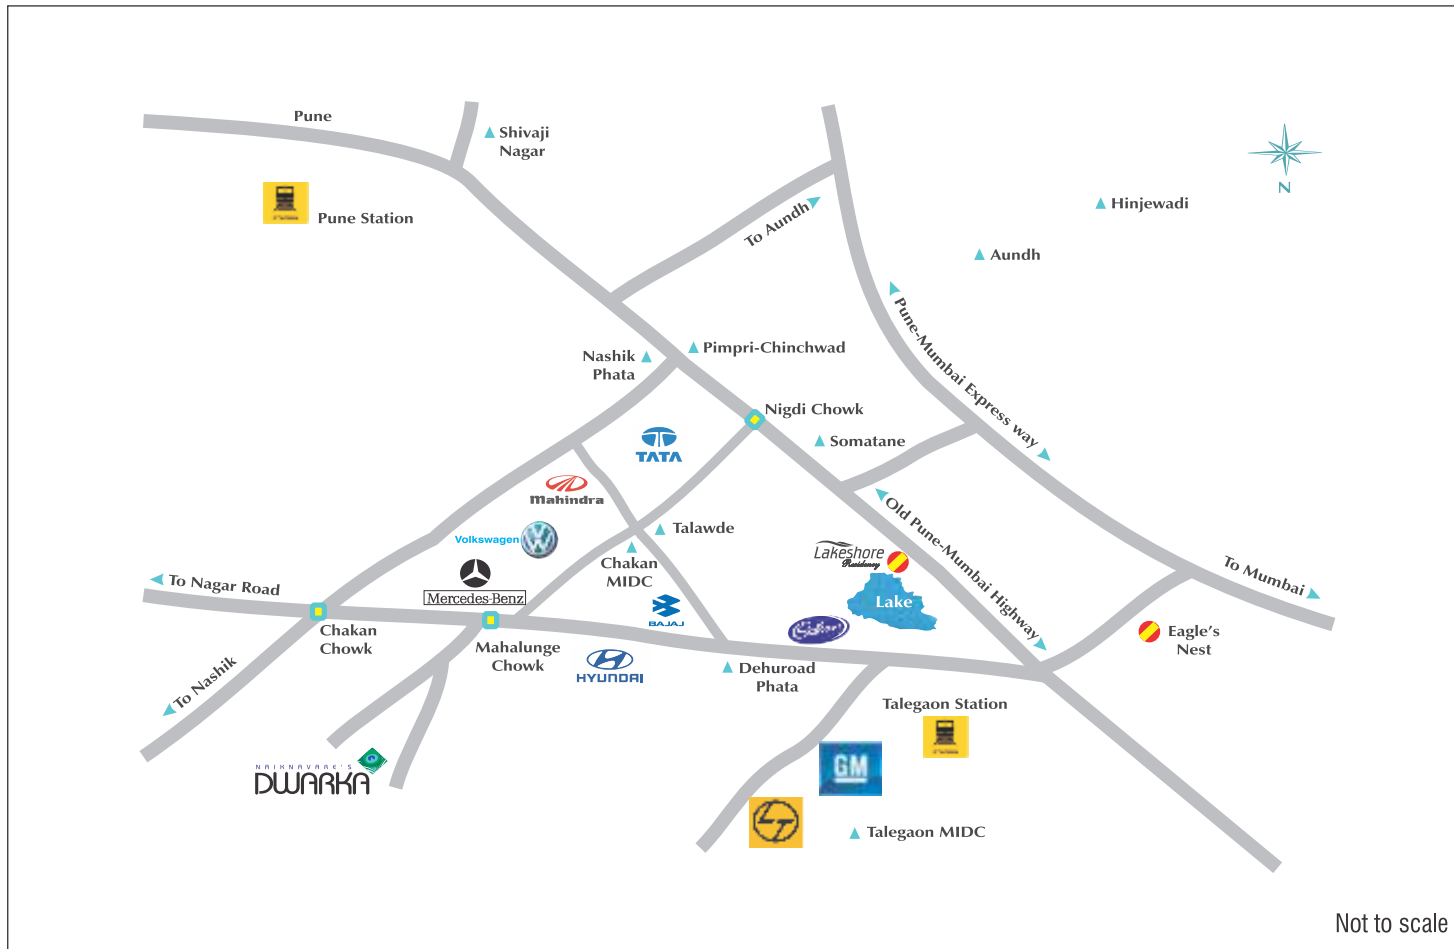 Pune
Shivaji
Nagar
Pune Station
N
Hinjewadi
To Aundh
Aundh
Pune-Mumbai Express way
Nashik
Phata
Pimpri-Chinchwad
Nigdi Chowk
Somatane
TATA
Mahindra
Volkswagen
Talawde
Chakan
MIDC
Old Pune-Mumbai Highway
Lakeshore
Residency
Lake
To Mumbai
To Nagar Road
Mercedes-Benz
BAJAJ
Chakan
Chowk
Mahalunge
Chowk
Eagle's
Nest
To Nashik
HYUNDAI
Dehuroad
Phata
Talegaon Station
NAIKNAVARE'S
DWARKA
GM
LT
Talegaon MIDC
Not to scale